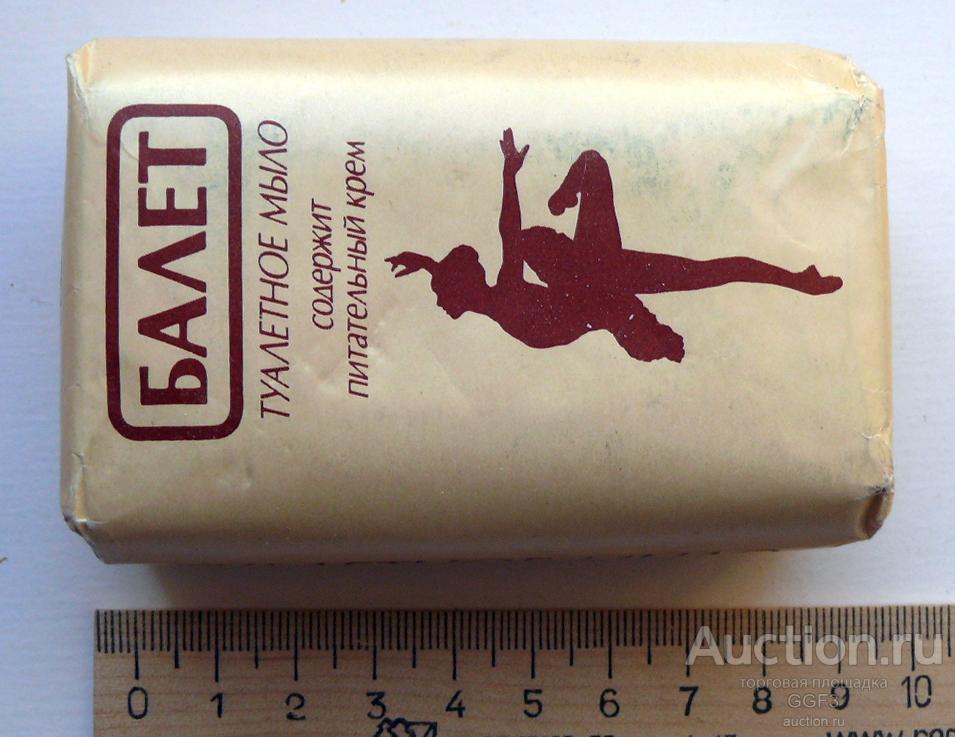 БАЛЕТ
ТУАЛЕТНОЕ МЫЛО
содержит
питательный крем
0 1 2 3 4 5 6 7 8 9 10
Auction.ru
торговая площадка
GGF3
auction.ru